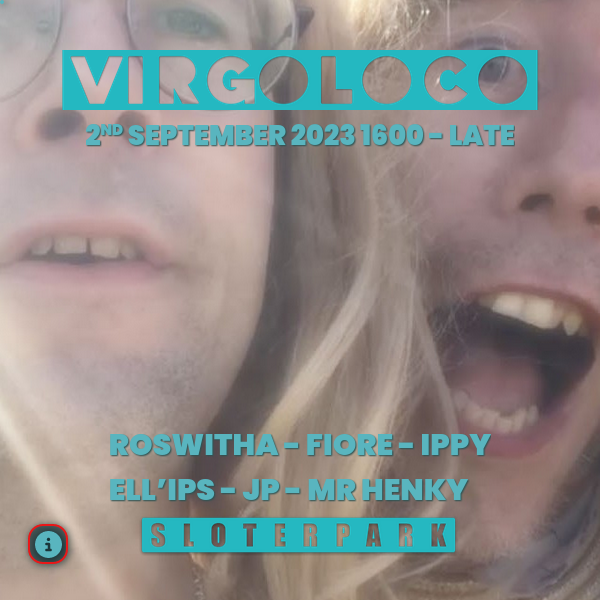 VIRGOLOCO
2ND SEPTEMBER 2023 1600 - LATE
ROSWITHA - FIORE - IPPY
ELL'IPS - JP - MR HENKY
SLOTERPARK
i